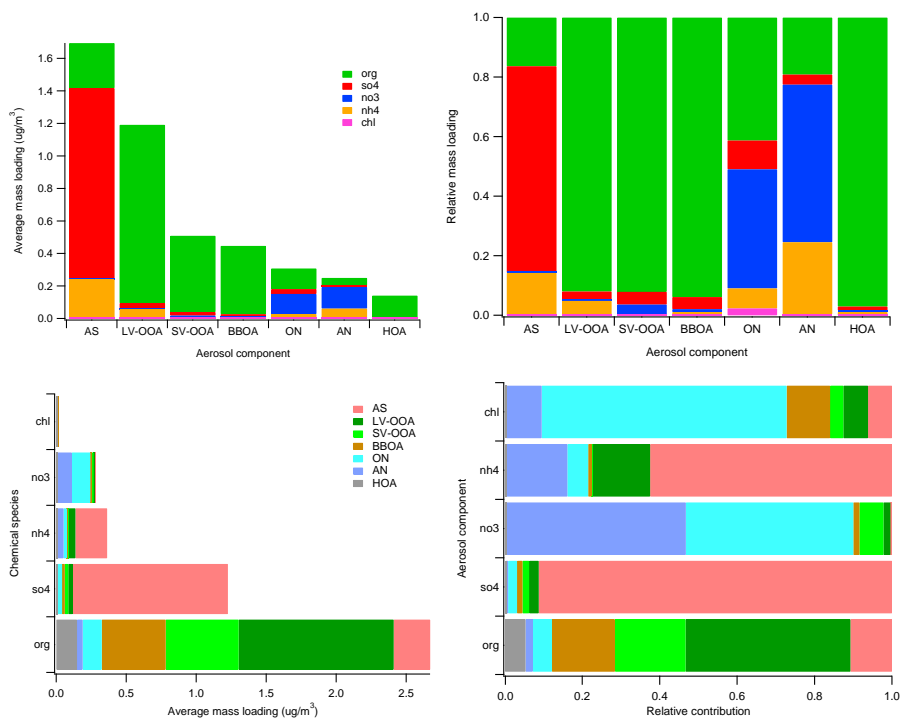 1.6
1.4
1.2
1.0
0.8
0.6
0.4
0.2
0.0
Average mass loading (ug/m³)
org
so4
no3
nh4
chl
AS
LV-OOA
SV-OOA
BBOA
ON
AN
HOA
Aerosol component
1.0
0.8
0.6
0.4
0.2
0.0
Relative mass loading
AS
LV-OOA
SV-OOA
BBOA
ON
AN
HOA
Aerosol component
chl
no3
nh4
so4
org
Chemical species
AS
LV-OOA
SV-OOA
BBOA
ON
AN
HOA
0.0
0.5
1.0
1.5
2.0
2.5
Average mass loading (ug/m³)
chl
nh4
no3
so4
org
Aerosol component
0.0
0.2
0.4
0.6
0.8
1.0
Relative contribution